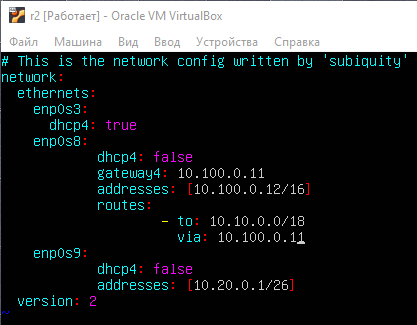 r2 [Работает] - Oracle VM VirtualBox
Файл Машина Вид Ввод Устройства Справка
# This is the network config written by 'subiquity'
network:
  ethernets:
    enp0s3:
      dhcp4: true
    enp0s8:
            dhcp4: false
            gateway4: 10.100.0.11
            addresses: [10.100.0.12/16]
            routes:
                    - to: 10.10.0.0/18
                      via: 10.100.0.11
    enp0s9:
            dhcp4: false
            addresses: [10.20.0.1/26]
  version: 2
~